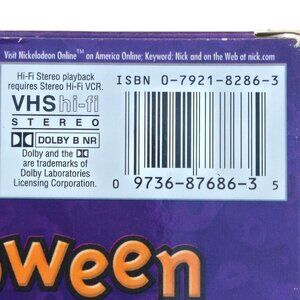 Visit Nickelodeon Online™ on America Online; Keyword: Nick and on the Web at nick.com
Hi-Fi Stereo playback
requires Stereo Hi-Fi VCR.
VHS hi-fi
STEREO
DOLBY B NR
Dolby and the
are trademarks of
Dolby Laboratories
Licensing Corporation.
ISBN 0-7921-8286-3
0 9736-87686-3 5
ween